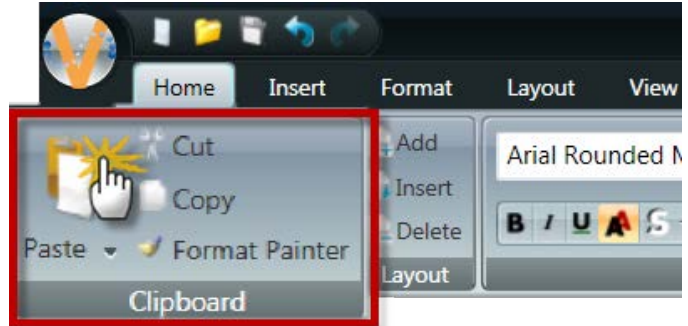 Home Insert Format Layout View
Cut
Copy
Paste Format Painter
Clipboard
Add
Insert
Delete
Layout
Arial Rounded M
B I U A S